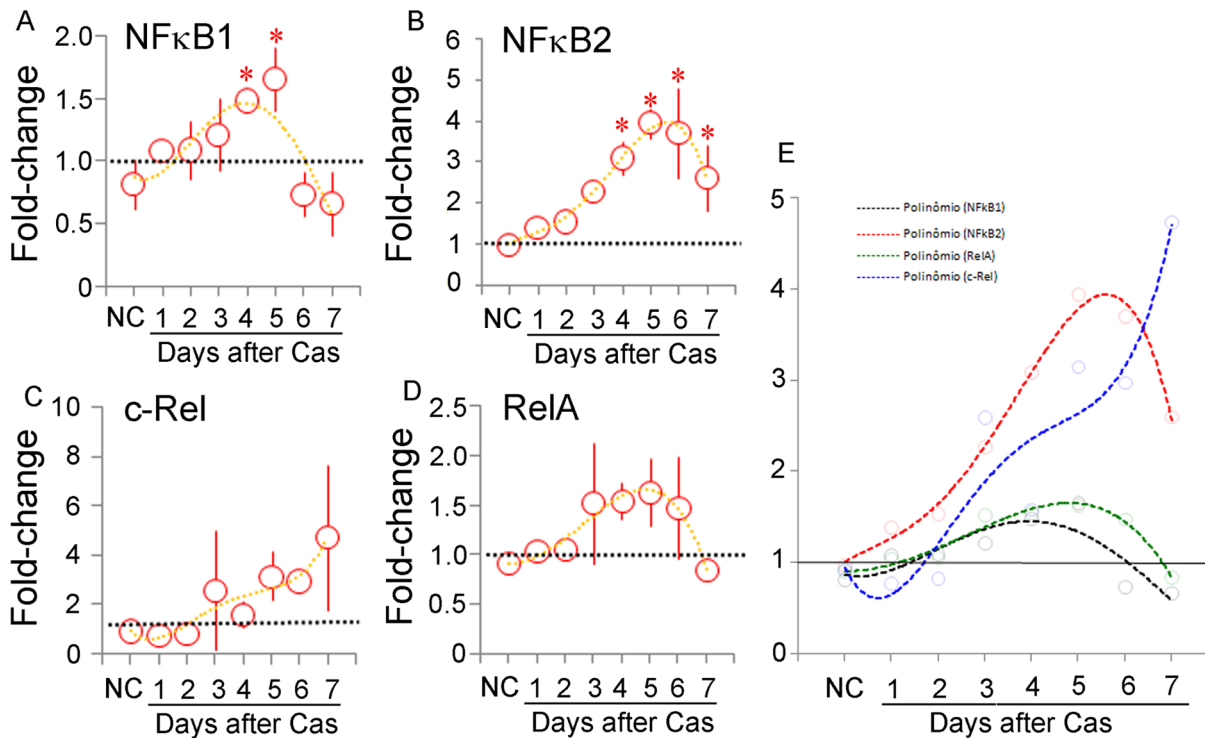 A
NFκB1
Fold-change
2.0
1.5
1.0
0.5
0
* *
NC 1 2 3 4 5 6 7
Days after Cas
B
NFκB2
Fold-change
6
5
4
3
2
1
0
* * * *
NC 1 2 3 4 5 6 7
Days after Cas
C
c-Rel
Fold-change
10
8
6
4
2
0
NC 1 2 3 4 5 6 7
Days after Cas
D
RelA
Fold-change
2.5
2.0
1.5
1.0
0.5
0
NC 1 2 3 4 5 6 7
Days after Cas
E
5
4
3
2
1
0
Polinômio (NFkB1)
Polinômio (NFkB2)
Polinômio (RelA)
Polinômio (c-Rel)
NC 1 2 3 4 5 6 7
Days after Cas